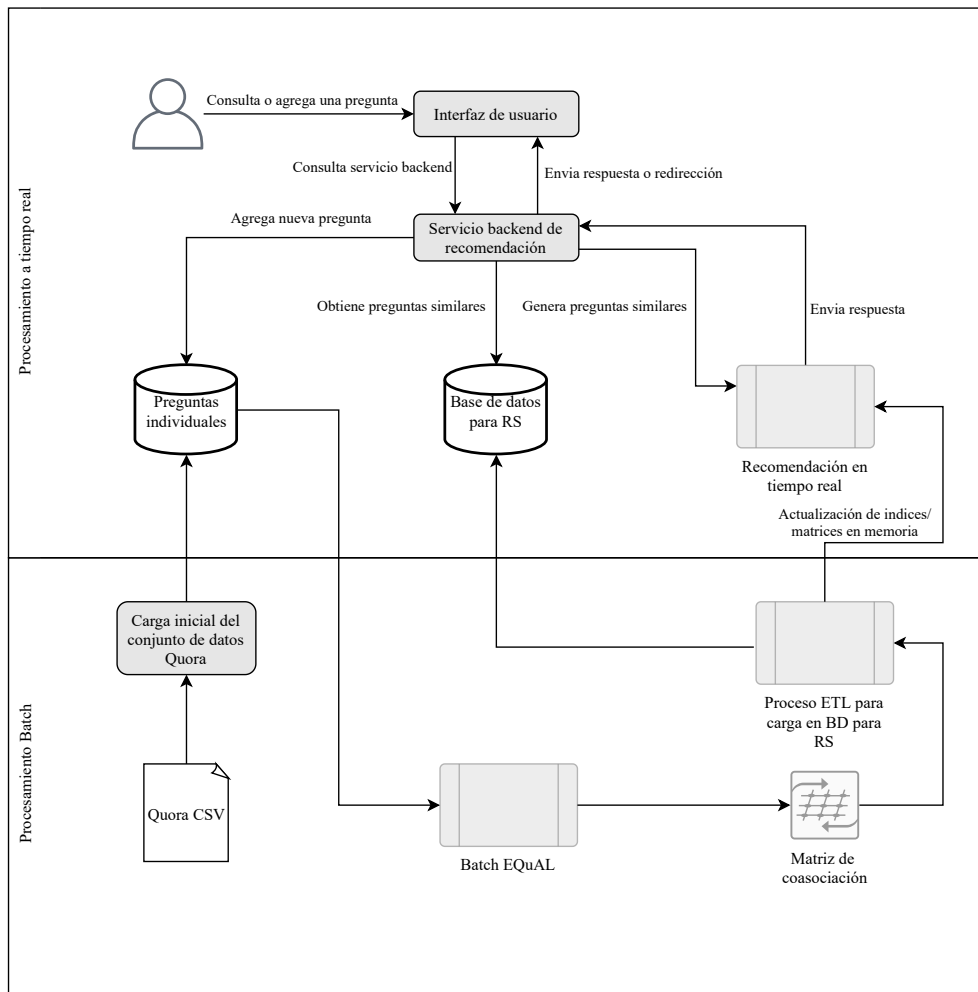 Procesamiento a tiempo real
Consulta o agrega una pregunta
Interfaz de usuario
Consulta servicio backend
Envia respuesta o redirección
Agrega nueva pregunta
Servicio backend de
recomendación
Obtiene preguntas similares
Genera preguntas similares
Envia respuesta
Preguntas
individuales
Base de datos
para RS
Recomendación en
tiempo real
Actualización de indices/
matrices en memoria
Procesamiento Batch
Carga inicial del
conjunto de datos
Quora
Proceso ETL para
carga en BD para
RS
Quora CSV
Batch EQuAL
Matriz de
coasociación